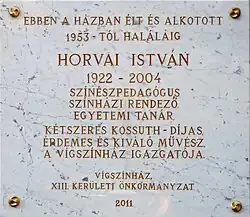 EBBEN A HÁZBAN ÉLT ÉS ALKOTOTT
1953-TÓL HALÁLÁIG
HORVAI ISTVÁN
1922 - 2004
SZÍNÉSZPEDAGÓGUS
SZÍNHÁZI RENDEZŐ
EGYETEMI TANÁR
KÉTSZERES KOSSUTH-DÍJAS,
ÉRDEMES ÉS KIVÁLÓ MŰVÉSZ
A VÍGSZÍNHÁZ IGAZGATÓJA
VÍGSZÍNHÁZ,
XIII. KERÜLETI ÖNKORMÁNYZAT
2011